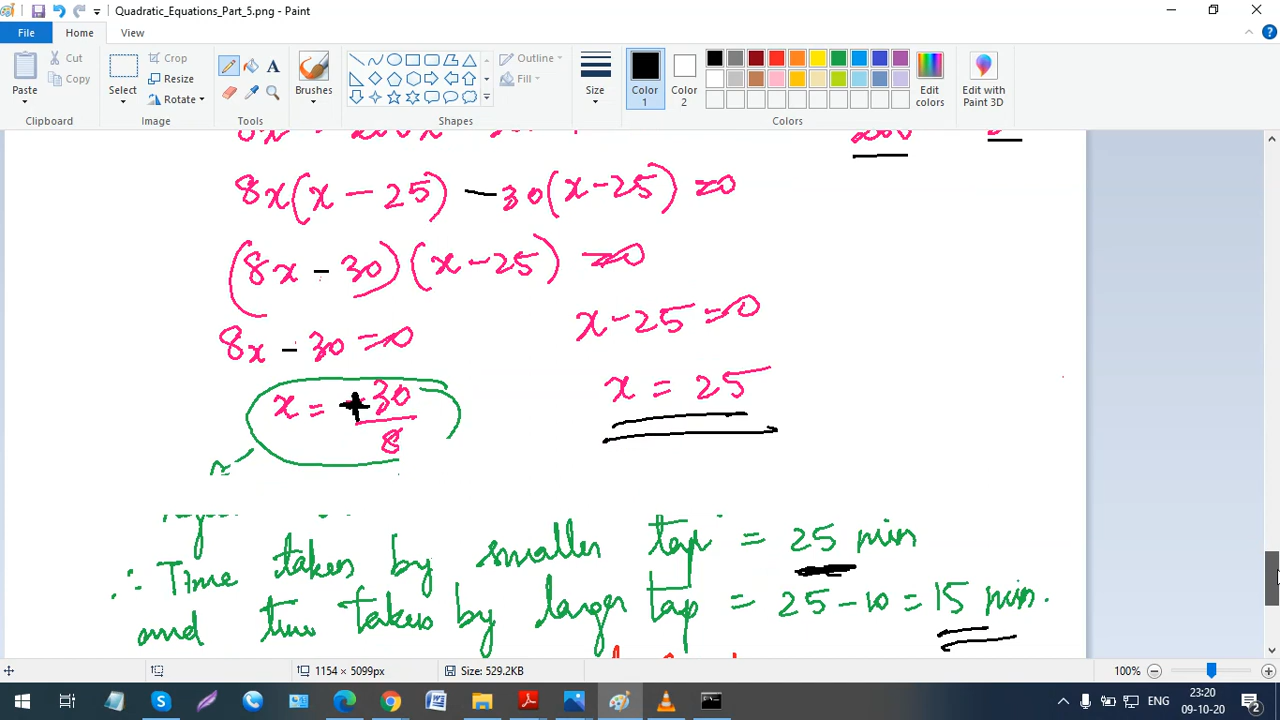 Quadratic_Equations_Part_5.png - Paint
File Home View
Paste Cut Copy Clipboard
Select Crop Resize Rotate Image
Tools
Brushes
Shapes Outline Fill
Size
Color 1 Color 2 Edit colors Colors
Edit with Paint 3D
8x(x - 25) - 30(x-25) = 0
(8x - 30)(x - 25) = 0
8x - 30 = 0
x-25 = 0
x = + 30/8
x = 25
∴ Time taken by smaller tap = 25 min
and time taken by larger tap = 25 - 10 = 15 min.
1154 × 5099px Size: 529.2KB 100%
ENG 23:20 09-10-20 2